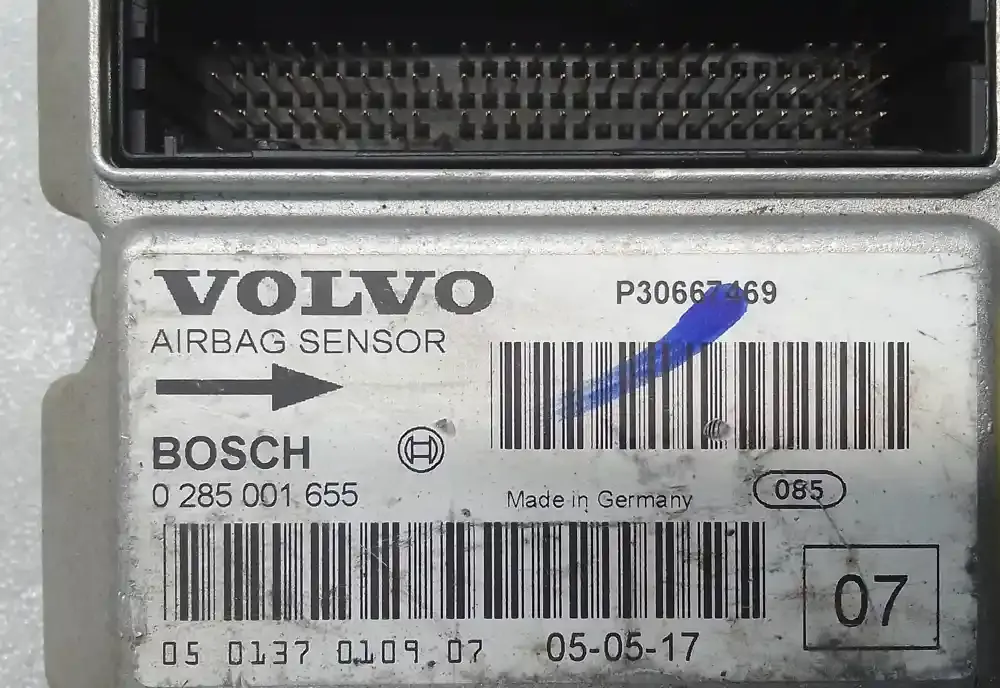 VOLVO
P30667469
AIRBAG SENSOR
BOSCH
0 285 001 655
Made in Germany
085
07
05 0137 0109 07
05-05-17